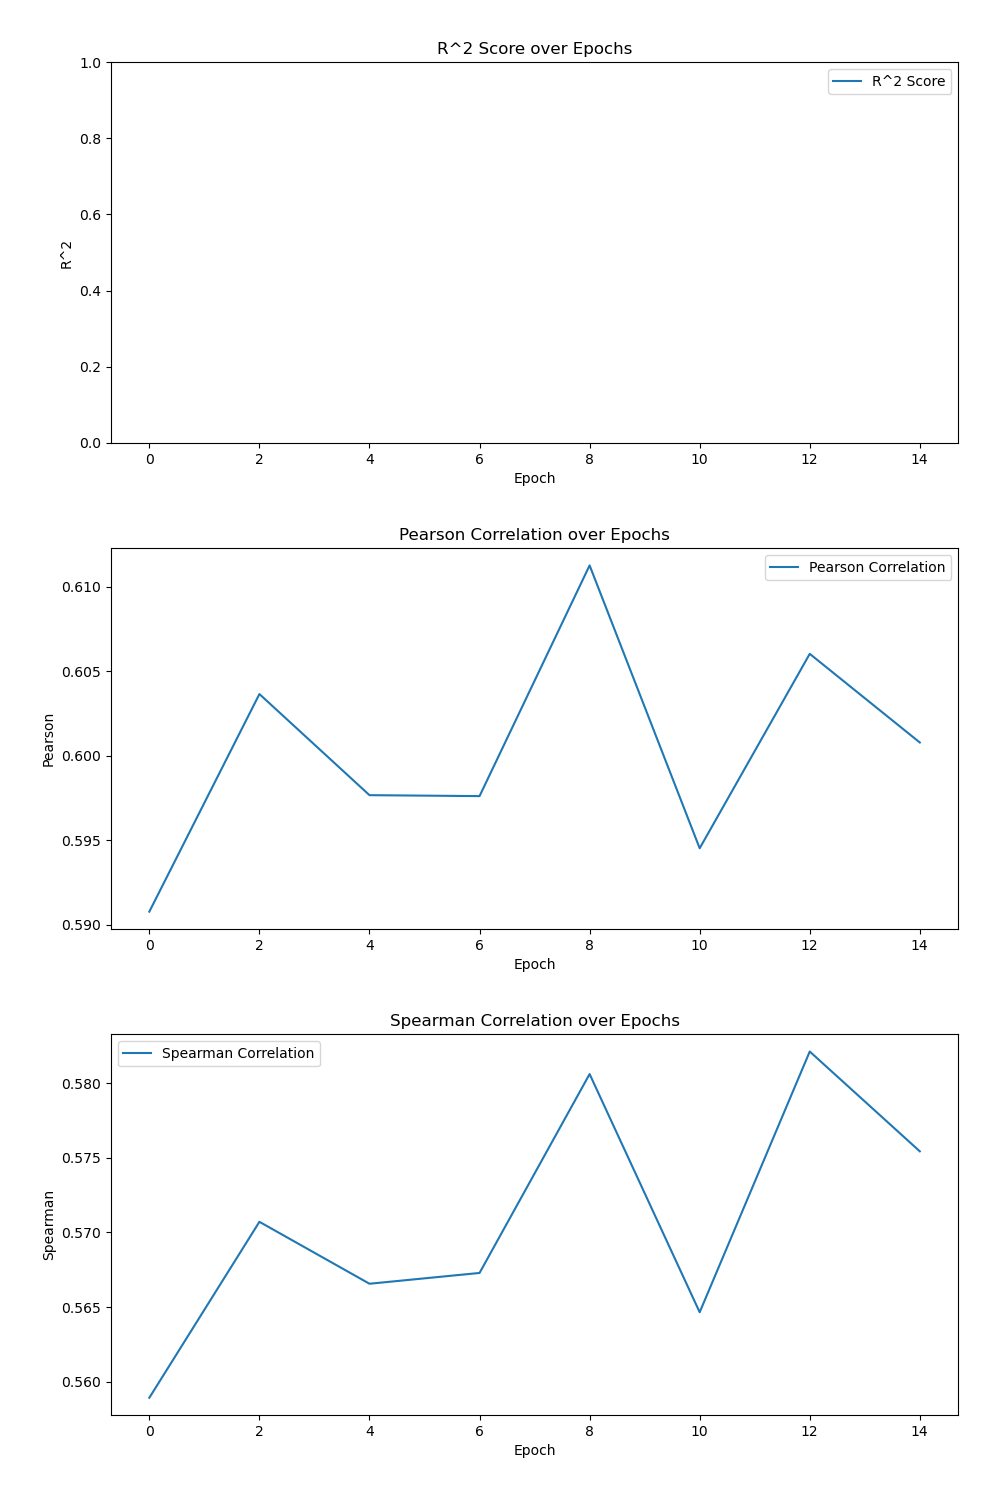 R^2 Score over Epochs
R^2 Score
1.0
0.8
0.6
0.4
0.2
0.0
R^2
0 2 4 6 8 10 12 14
Epoch
Pearson Correlation over Epochs
Pearson Correlation
0.610
0.605
0.600
0.595
0.590
Pearson
0 2 4 6 8 10 12 14
Epoch
Spearman Correlation over Epochs
Spearman Correlation
0.580
0.575
0.570
0.565
0.560
Spearman
0 2 4 6 8 10 12 14
Epoch